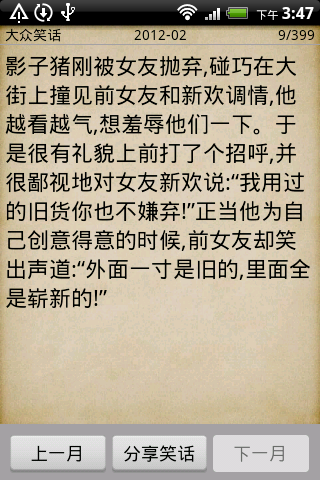 下午 3:47
大众笑话 2012-02 9/399
影子猪刚被女友抛弃,碰巧在大
街上撞见前女友和新欢调情,他
越看越气,想羞辱他们一下。于
是很有礼貌上前打了个招呼,并
很鄙视地对女友新欢说:“我用过
的旧货你也不嫌弃!”正当他为自
己创意得意的时候,前女友却笑
出声道:“外面一寸是旧的,里面全
是崭新的!”
上一月 分享笑话 下一月